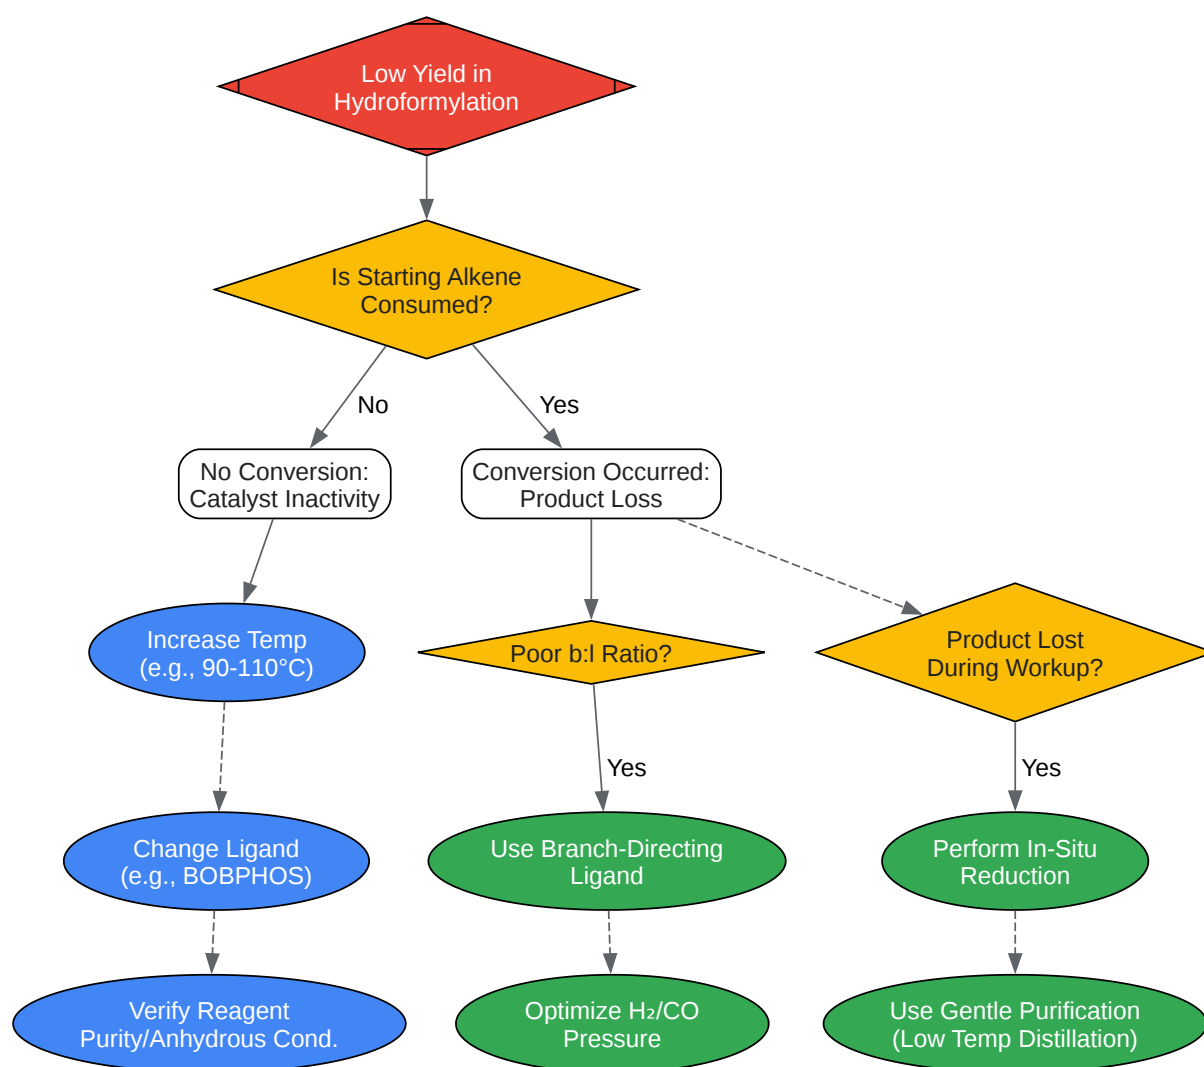 Low Yield in
Hydroformylation
Is Starting Alkene
Consumed?
No
Yes
No Conversion:
Catalyst Inactivity
Conversion Occurred:
Product Loss
Increase Temp
(e.g., 90-110°C)
Poor b:l Ratio?
Product Lost
During Workup?
Yes
Yes
Change Ligand
(e.g., BOBPHOS)
Use Branch-Directing
Ligand
Perform In-Situ
Reduction
Verify Reagent
Purity/Anhydrous Cond.
Optimize H₂/CO
Pressure
Use Gentle Purification
(Low Temp Distillation)